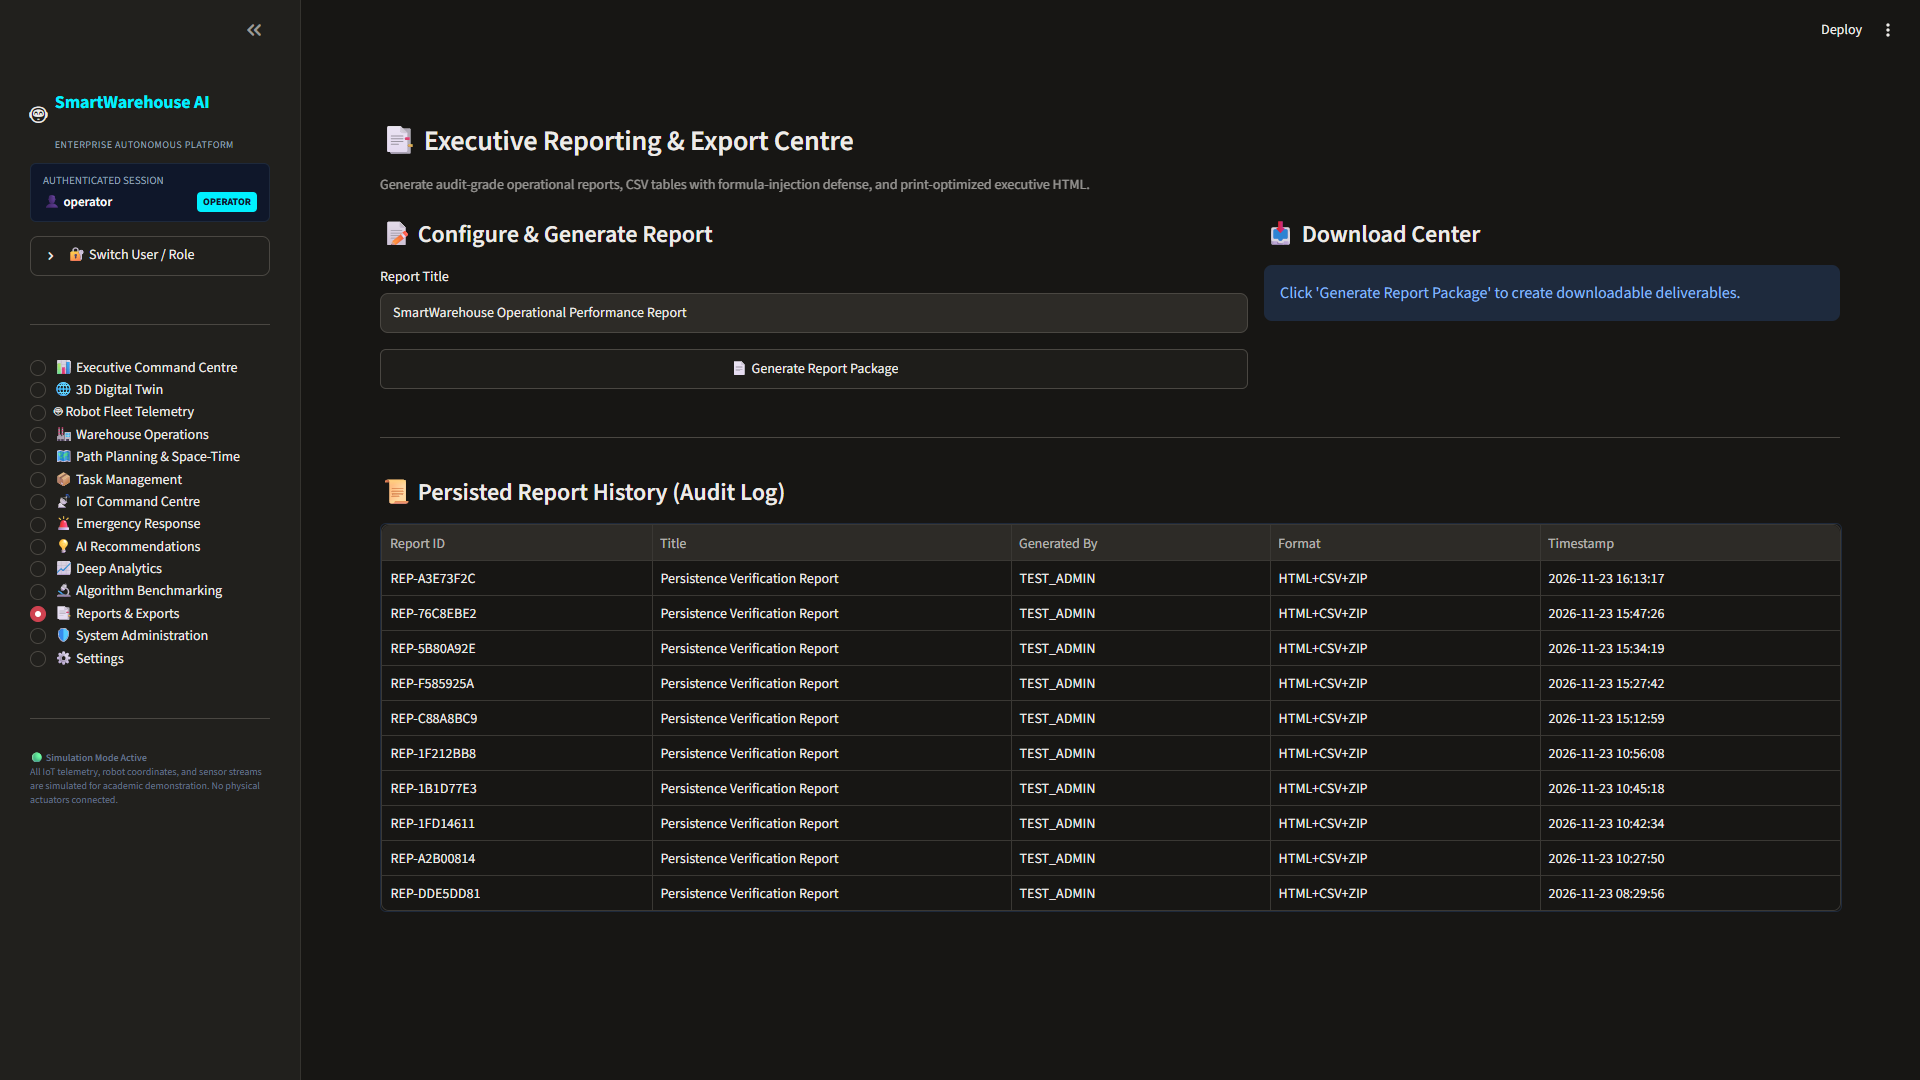 Deploy
SmartWarehouse AI
ENTERPRISE AUTONOMOUS PLATFORM
AUTHENTICATED SESSION
operator
OPERATOR
Switch User / Role
Executive Command Centre
3D Digital Twin
Robot Fleet Telemetry
Warehouse Operations
Path Planning & Space-Time
Task Management
IoT Command Centre
Emergency Response
AI Recommendations
Deep Analytics
Algorithm Benchmarking
Reports & Exports
System Administration
Settings
Simulation Mode Active
All IoT telemetry, robot coordinates, and sensor streams
are simulated for academic demonstration. No physical
actuators connected.
Executive Reporting & Export Centre
Generate audit-grade operational reports, CSV tables with formula-injection defense, and print-optimized executive HTML.
Configure & Generate Report
Report Title
SmartWarehouse Operational Performance Report
Generate Report Package
Download Center
Click 'Generate Report Package' to create downloadable deliverables.
Persisted Report History (Audit Log)
Report ID Title Generated By Format Timestamp
REP-A3E73F2C Persistence Verification Report TEST_ADMIN HTML+CSV+ZIP 2026-11-23 16:13:17
REP-76C8EBE2 Persistence Verification Report TEST_ADMIN HTML+CSV+ZIP 2026-11-23 15:47:26
REP-5B80A92E Persistence Verification Report TEST_ADMIN HTML+CSV+ZIP 2026-11-23 15:34:19
REP-F585925A Persistence Verification Report TEST_ADMIN HTML+CSV+ZIP 2026-11-23 15:27:42
REP-C88A8BC9 Persistence Verification Report TEST_ADMIN HTML+CSV+ZIP 2026-11-23 15:12:59
REP-1F212BB8 Persistence Verification Report TEST_ADMIN HTML+CSV+ZIP 2026-11-23 10:56:08
REP-1B1D77E3 Persistence Verification Report TEST_ADMIN HTML+CSV+ZIP 2026-11-23 10:45:18
REP-1FD14611 Persistence Verification Report TEST_ADMIN HTML+CSV+ZIP 2026-11-23 10:42:34
REP-A2B00814 Persistence Verification Report TEST_ADMIN HTML+CSV+ZIP 2026-11-23 10:27:50
REP-DDE5DD81 Persistence Verification Report TEST_ADMIN HTML+CSV+ZIP 2026-11-23 08:29:56